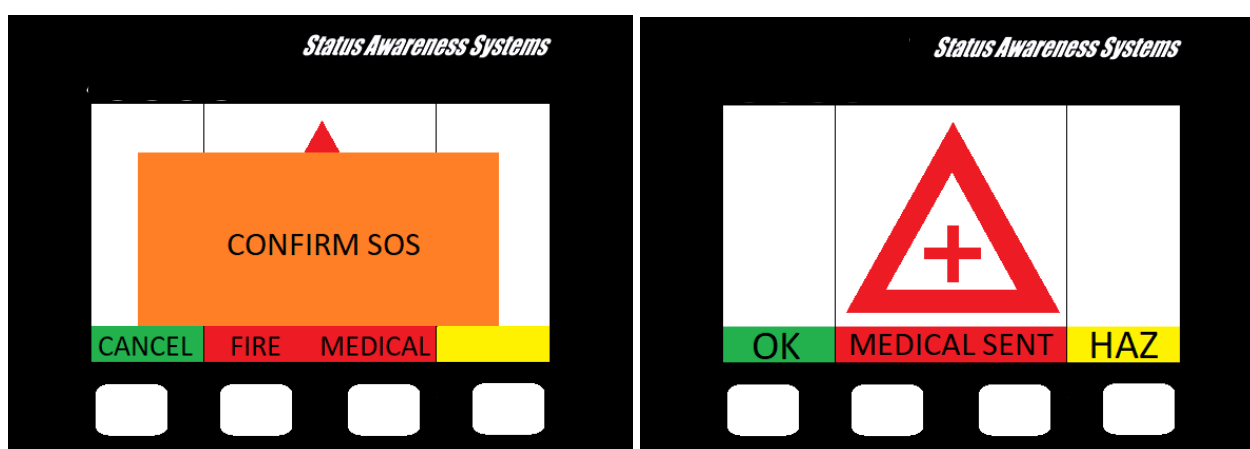 Status Awareness Systems
CONFIRM SOS
CANCEL FIRE MEDICAL
Status Awareness Systems
OK MEDICAL SENT HAZ